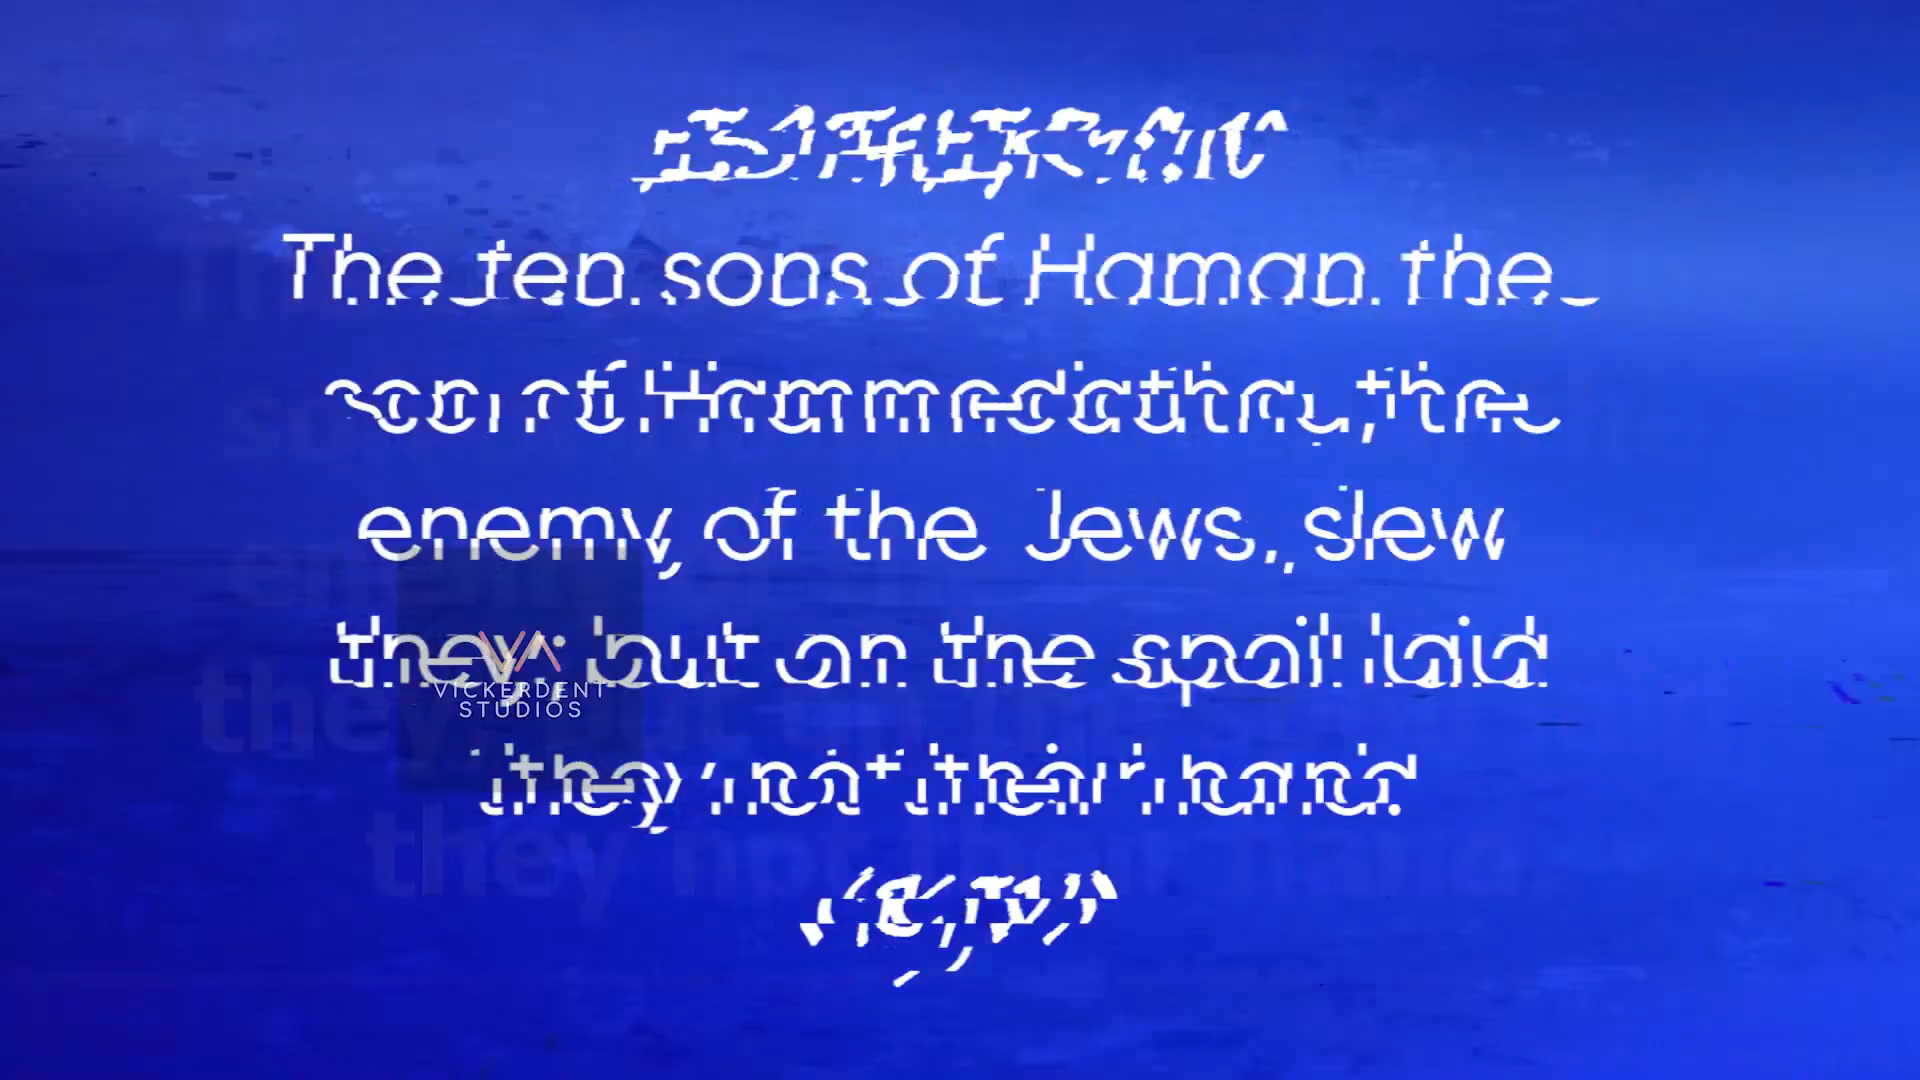 ESTHER 9:10
The ten sons of Haman the
son of Hammedatha, the
enemy of the Jews, slew
they; but on the spoil laid
they not their hand.
(KJV)
VICKERDENT
STUDIOS